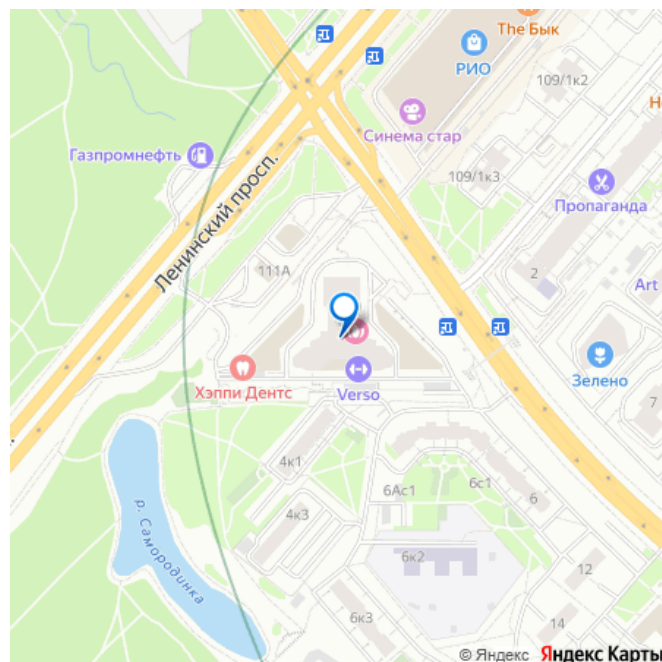 The Бык
РИО
109/1к2
Синема стар
Газпромнефть
109/1к3
Пропаганда
Ленинский просп.
111А
2
Art
Хэппи Дентс
Verso
Зелено
7
4к1
6Ас1
6с1
6
4к3
р. Самородинка
6к2
12
6к3
14
© Яндекс Яндекс Карты